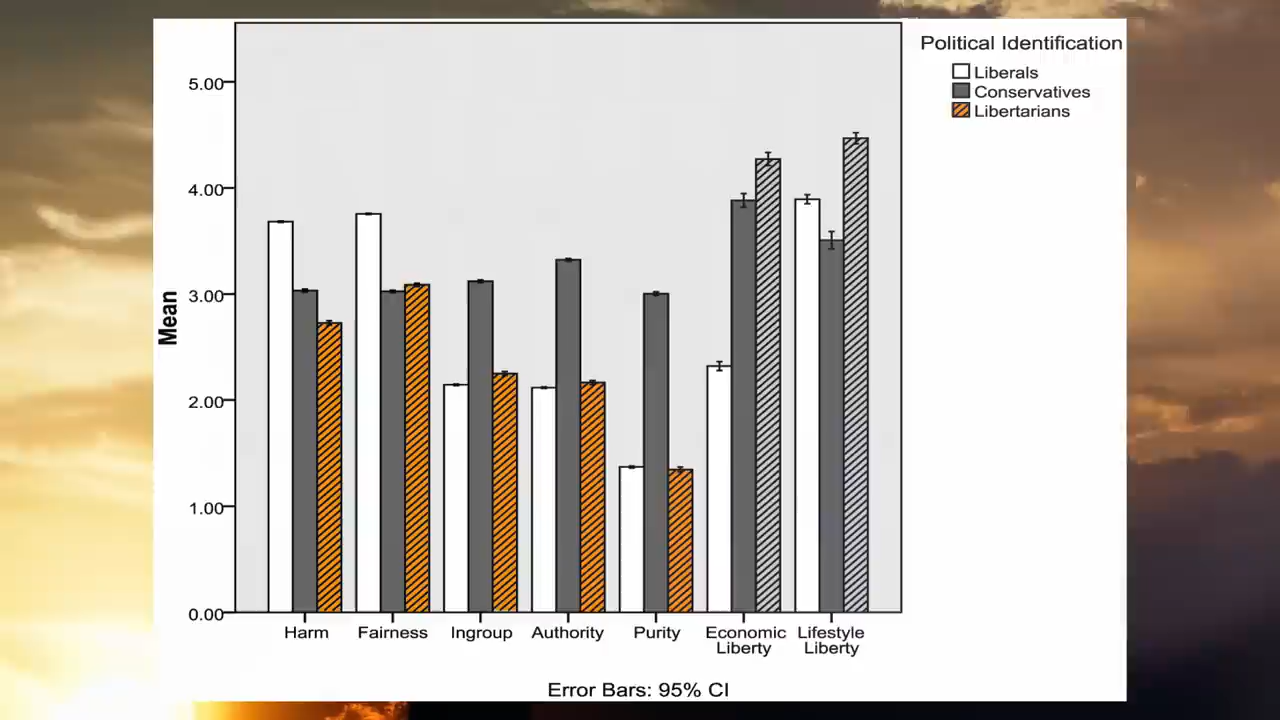 Political Identification
Liberals
Conservatives
Libertarians
5.00
4.00
3.00
2.00
1.00
0.00
Mean
Harm
Fairness
Ingroup
Authority
Purity
Economic
Liberty
Lifestyle
Liberty
Error Bars: 95% CI